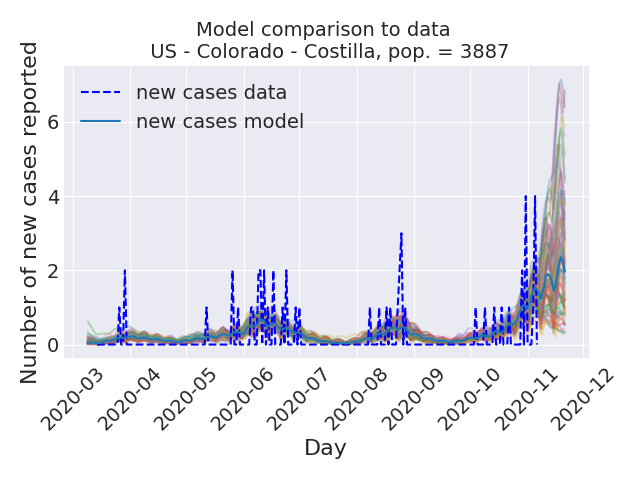 Model comparison to data
US - Colorado - Costilla, pop. = 3887
new cases data
new cases model
Number of new cases reported
6
4
2
0
2020-03
2020-04
2020-05
2020-06
2020-07
2020-08
2020-09
2020-10
2020-11
2020-12
Day